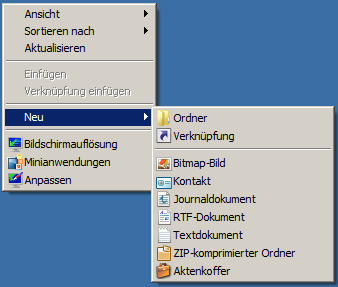 Ansicht
Sortieren nach
Aktualisieren
Einfügen
Verknüpfung einfügen
Neu
Bildschirmauflösung
Minianwendungen
Anpassen
Ordner
Verknüpfung
Bitmap-Bild
Kontakt
Journaldokument
RTF-Dokument
Textdokument
ZIP-komprimierter Ordner
Aktenkoffer